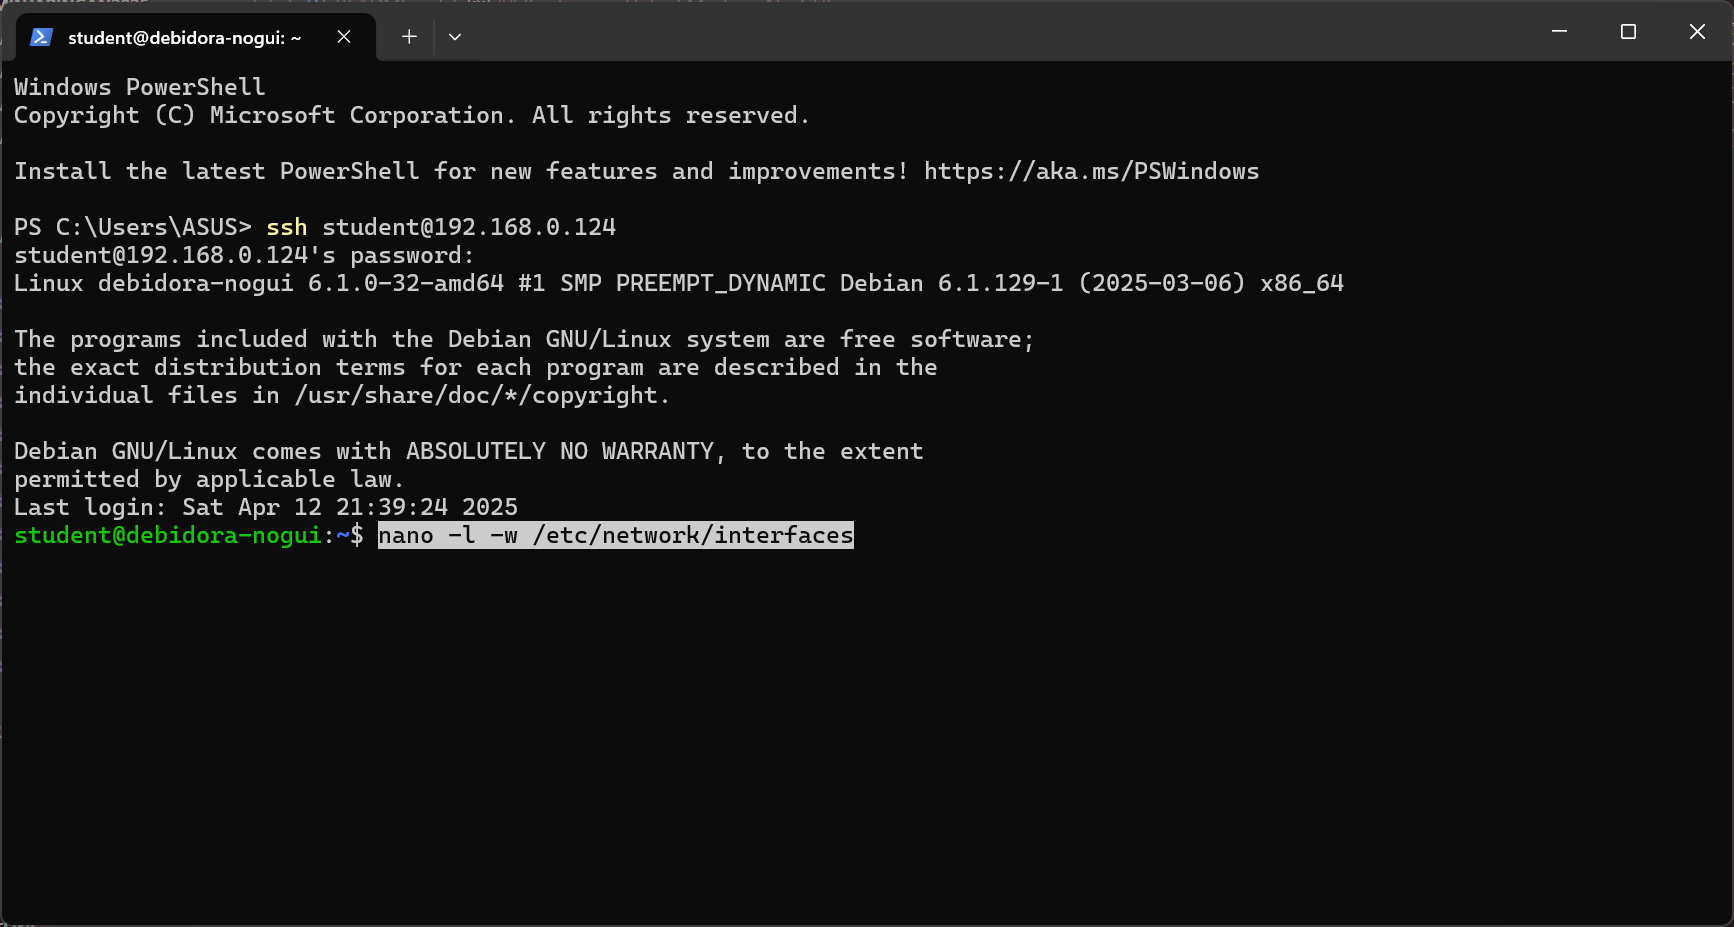 student@debidora-nogui: ~
Windows PowerShell
Copyright (C) Microsoft Corporation. All rights reserved.
Install the latest PowerShell for new features and improvements! https://aka.ms/PSWindows
PS C:\Users\ASUS> ssh student@192.168.0.124
student@192.168.0.124's password:
Linux debidora-nogui 6.1.0-32-amd64 #1 SMP PREEMPT_DYNAMIC Debian 6.1.129-1 (2025-03-06) x86_64
The programs included with the Debian GNU/Linux system are free software;
the exact distribution terms for each program are described in the
individual files in /usr/share/doc/*/copyright.
Debian GNU/Linux comes with ABSOLUTELY NO WARRANTY, to the extent
permitted by applicable law.
Last login: Sat Apr 12 21:39:24 2025
student@debidora-nogui:~$ nano -l -w /etc/network/interfaces